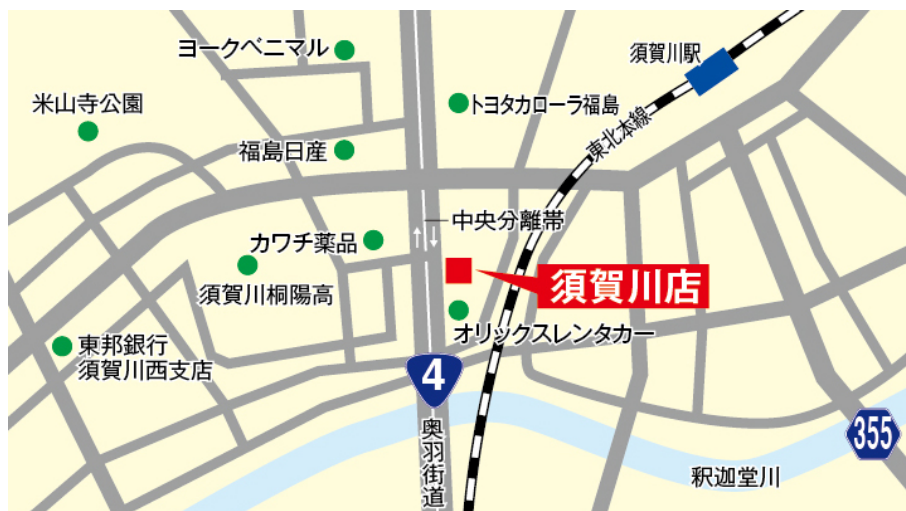 ヨークベニマル
須賀川駅
米山寺公園
トヨタカローラ福島
東北本線
福島日産
中央分離帯
カワチ薬品
須賀川店
須賀川桐陽高
オリックスレンタカー
東邦銀行
須賀川西支店
4
奥羽街道
355
釈迦堂川